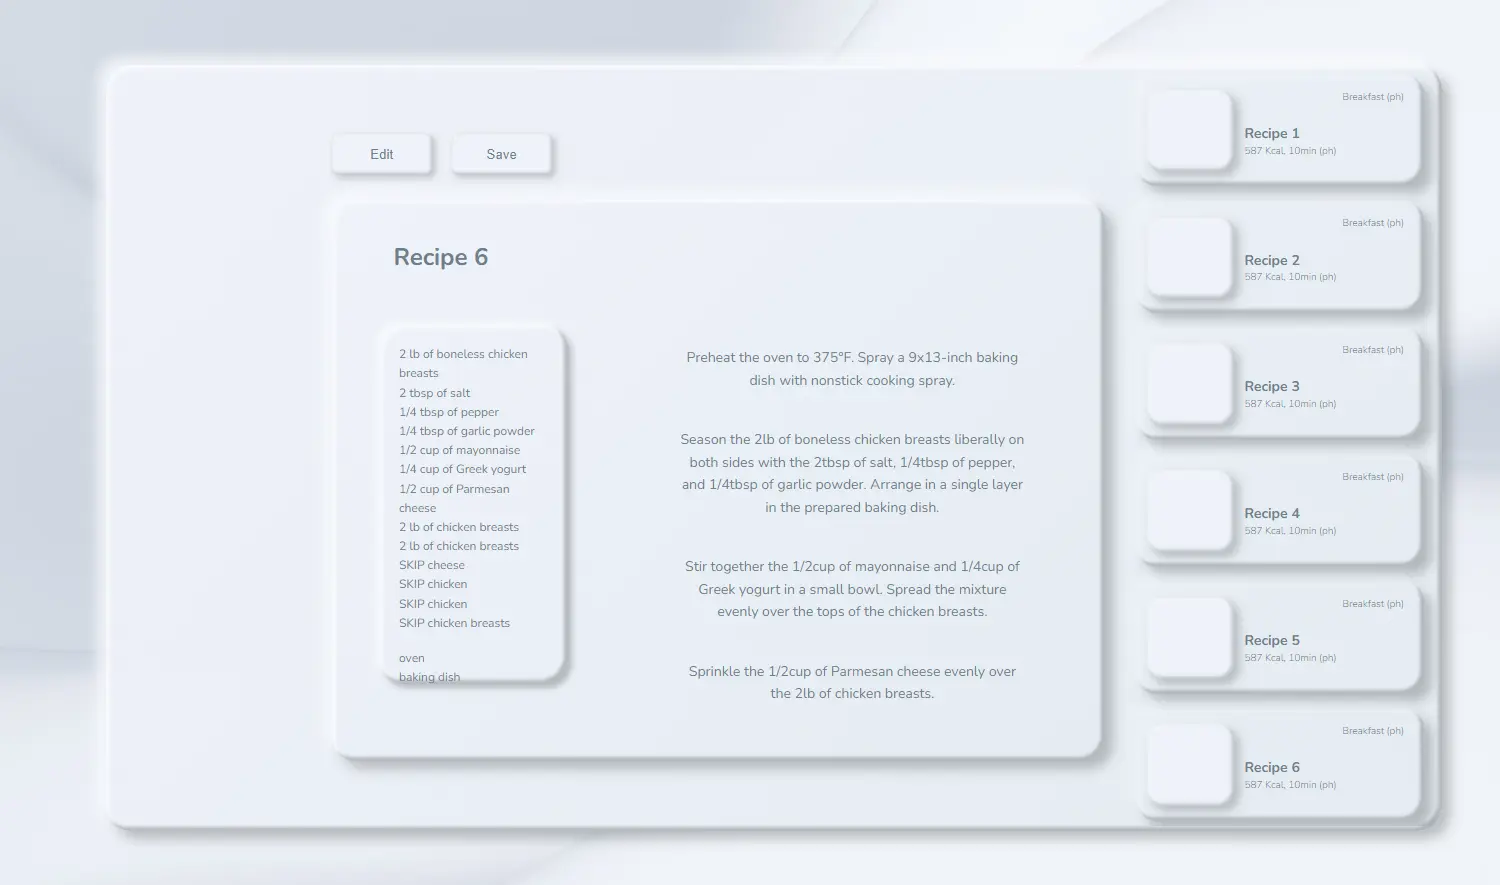 Edit
Save
Recipe 6
2 lb of boneless chicken
breasts
2 tbsp of salt
1/4 tbsp of pepper
1/4 tbsp of garlic powder
1/2 cup of mayonnaise
1/4 cup of Greek yogurt
1/2 cup of Parmesan
cheese
2 lb of chicken breasts
2 lb of chicken breasts
SKIP cheese
SKIP chicken
SKIP chicken
SKIP chicken breasts
oven
baking dish
Preheat the oven to 375°F. Spray a 9x13-inch baking
dish with nonstick cooking spray.
Season the 2lb of boneless chicken breasts liberally on
both sides with the 2tbsp of salt, 1/4tbsp of pepper,
and 1/4tbsp of garlic powder. Arrange in a single layer
in the prepared baking dish.
Stir together the 1/2cup of mayonnaise and 1/4cup of
Greek yogurt in a small bowl. Spread the mixture
evenly over the tops of the chicken breasts.
Sprinkle the 1/2cup of Parmesan cheese evenly over
the 2lb of chicken breasts.
Breakfast (ph)
Recipe 1
587 Kcal, 10min (ph)
Breakfast (ph)
Recipe 2
587 Kcal, 10min (ph)
Breakfast (ph)
Recipe 3
587 Kcal, 10min (ph)
Breakfast (ph)
Recipe 4
587 Kcal, 10min (ph)
Breakfast (ph)
Recipe 5
587 Kcal, 10min (ph)
Breakfast (ph)
Recipe 6
587 Kcal, 10min (ph)